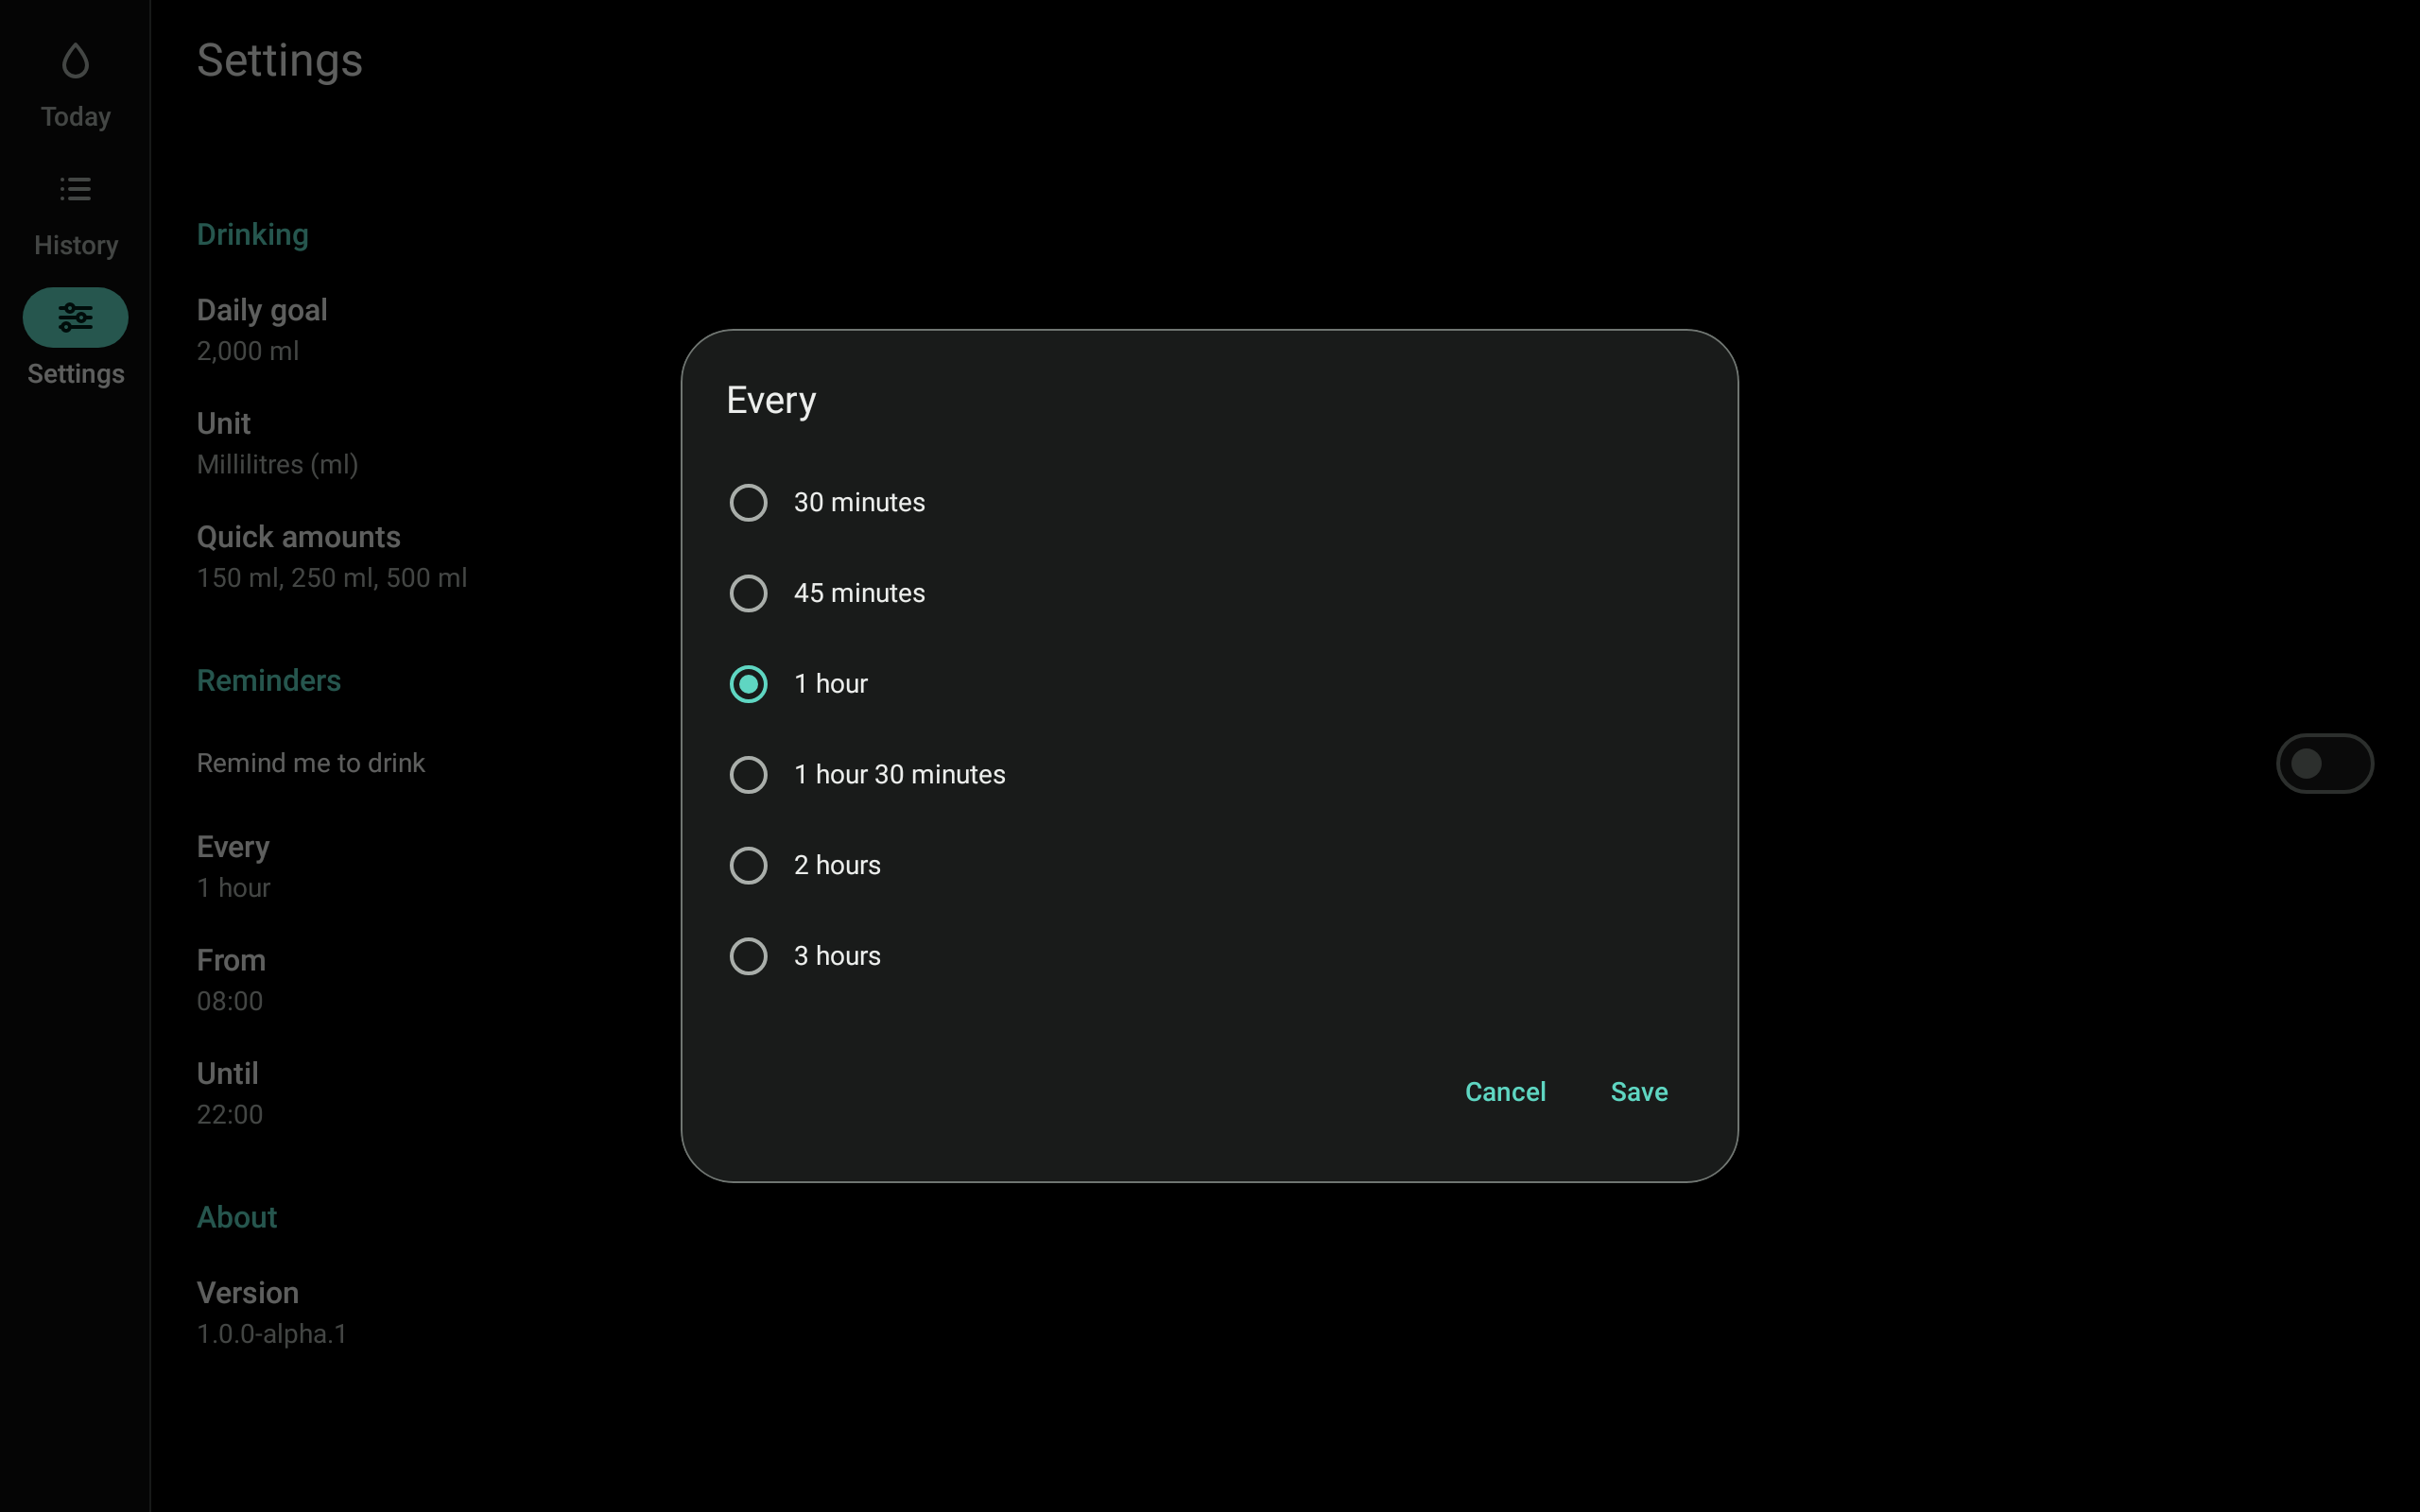 Today
History
Settings
Settings
Drinking
Daily goal
2,000 ml
Unit
Millilitres (ml)
Quick amounts
150 ml, 250 ml, 500 ml
Reminders
Remind me to drink
Every
1 hour
From
08:00
Until
22:00
About
Version
1.0.0-alpha.1
Every
30 minutes
45 minutes
1 hour
1 hour 30 minutes
2 hours
3 hours
Cancel
Save